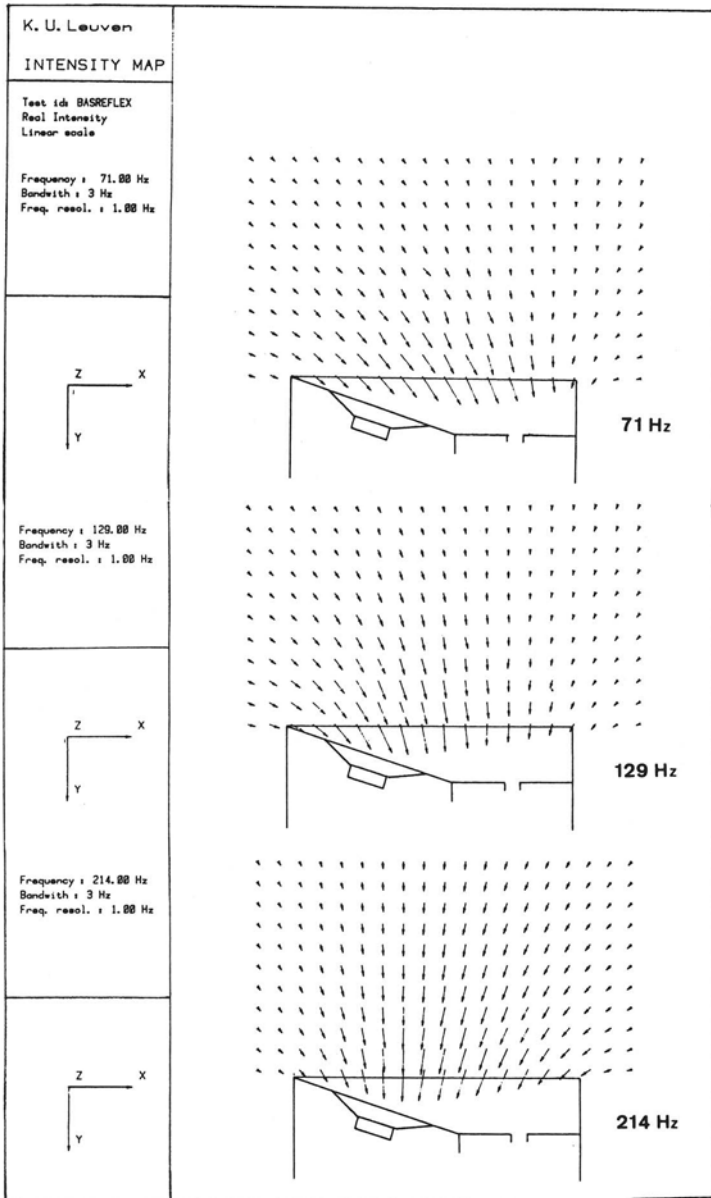 K. U. Leuven
INTENSITY MAP
Test id: BASREFLEX
Real Intensity
Linear scale
Frequency : 71.00 Hz
Bandwith : 3 Hz
Freq. resol. : 1.00 Hz
Z X
Y
71 Hz
Frequency : 129.00 Hz
Bandwith : 3 Hz
Freq. resol. : 1.00 Hz
Z X
Y
129 Hz
Frequency : 214.00 Hz
Bandwith : 3 Hz
Freq. resol. : 1.00 Hz
Z X
Y
214 Hz